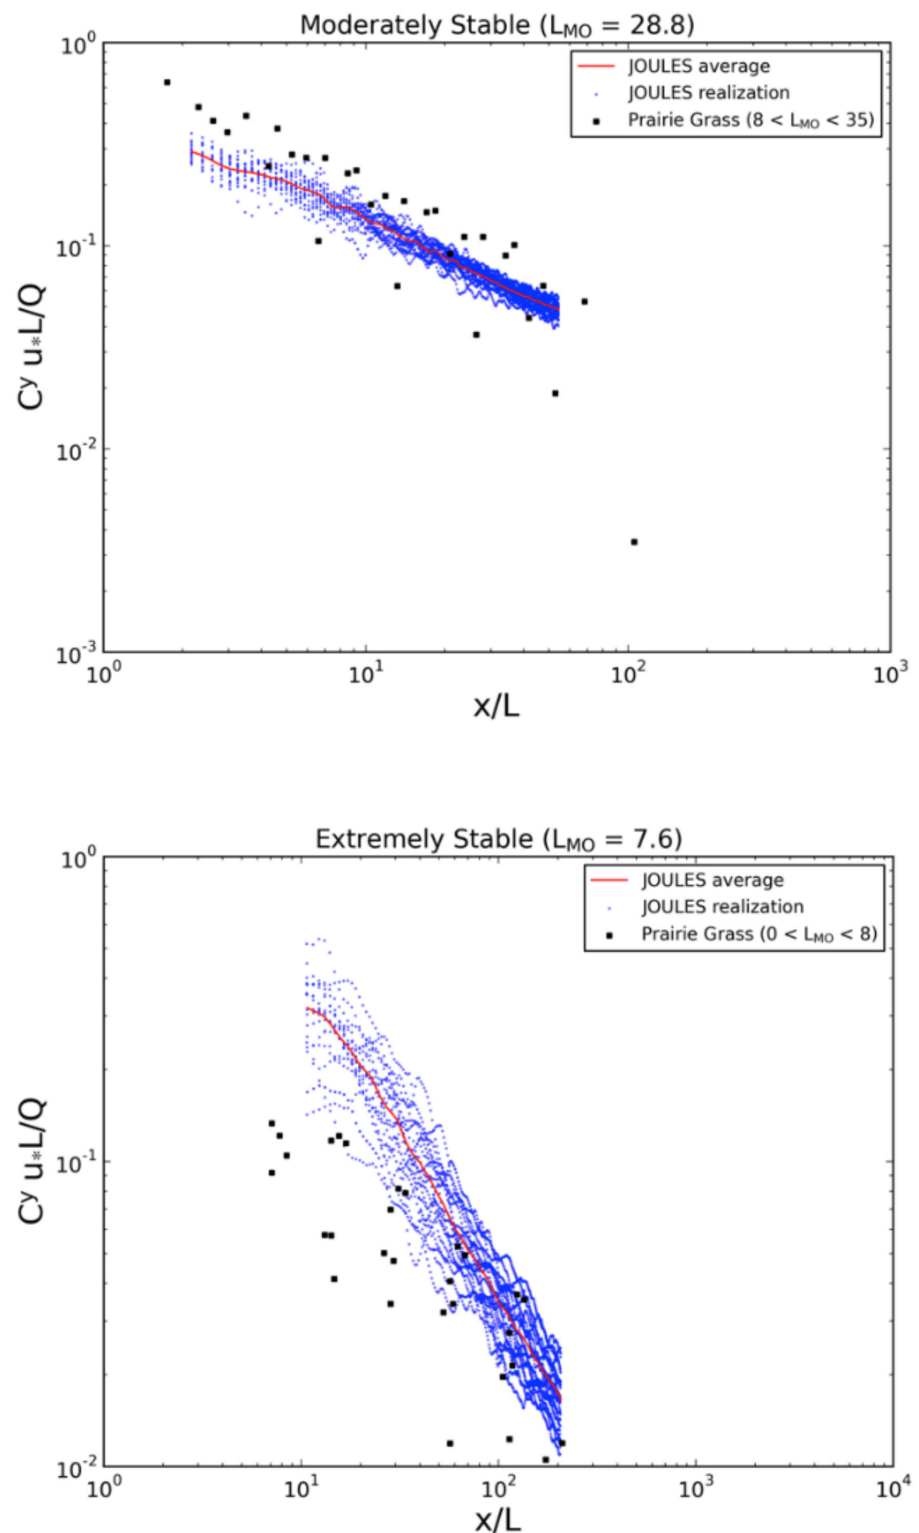 Moderately Stable (L_MO = 28.8)
10^0
JOULES average
JOULES realization
Prairie Grass (8 < L_MO < 35)
10^-1
C^y u_*L/Q
10^-2
10^-3
10^0 10^1 10^2 10^3
x/L
Extremely Stable (L_MO = 7.6)
10^0
JOULES average
JOULES realization
Prairie Grass (0 < L_MO < 8)
C^y u_*L/Q
10^-1
10^-2
10^0 10^1 10^2 10^3 10^4
x/L